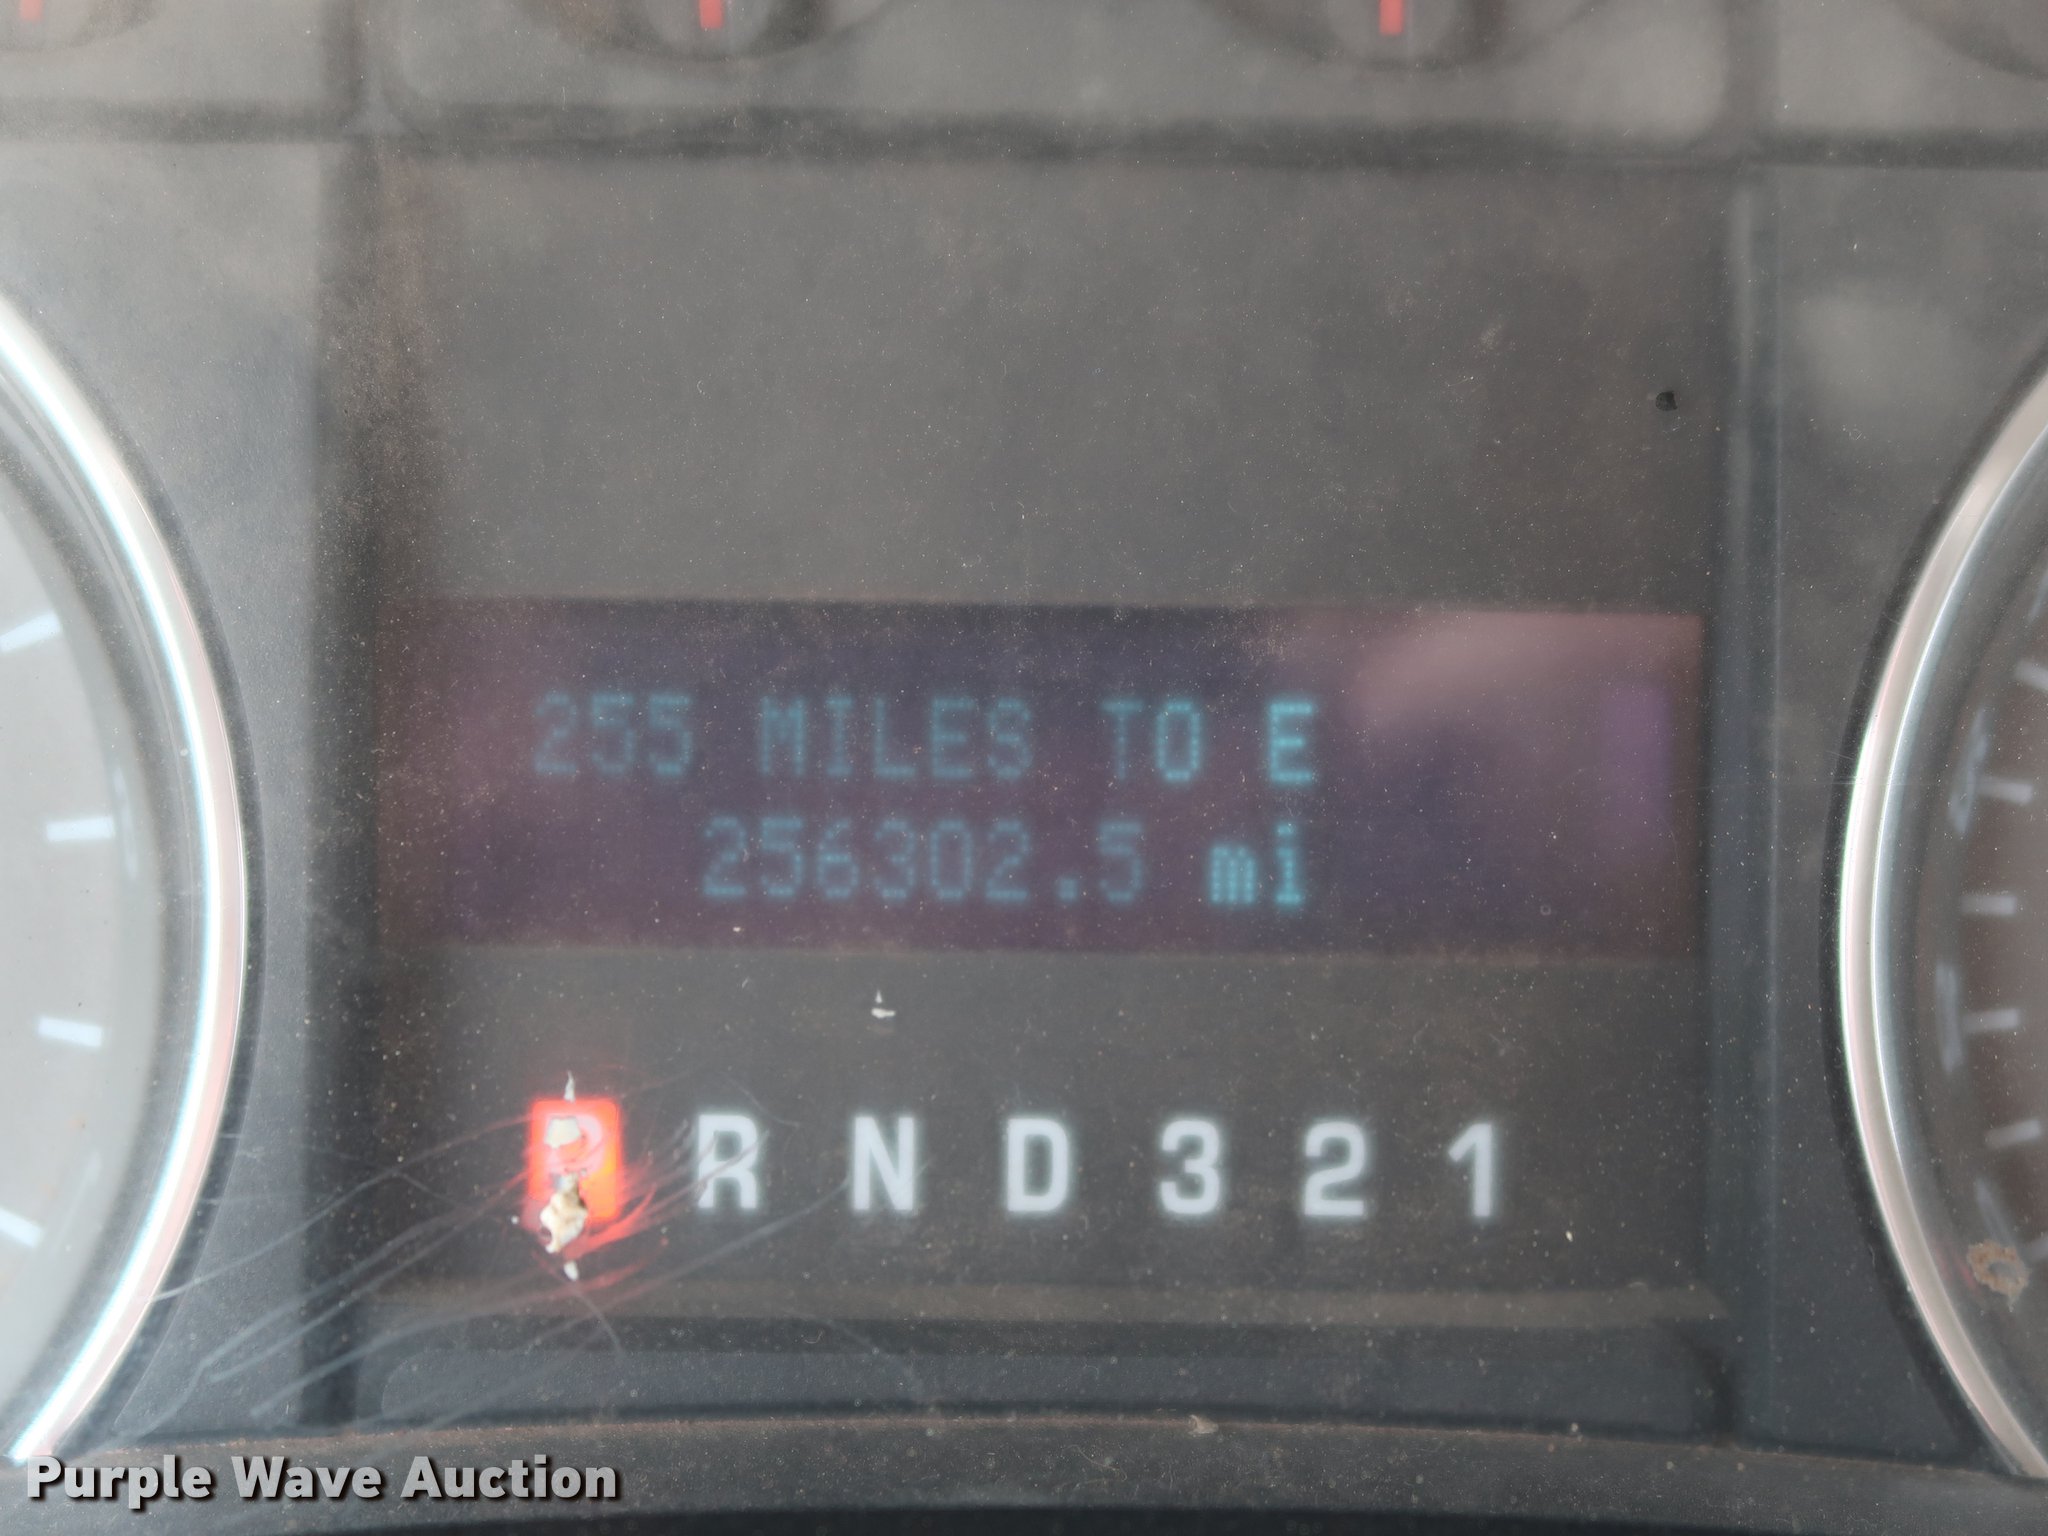 255 MILES TO E
256302.5 mi
P R N D 3 2 1
Purple Wave Auction